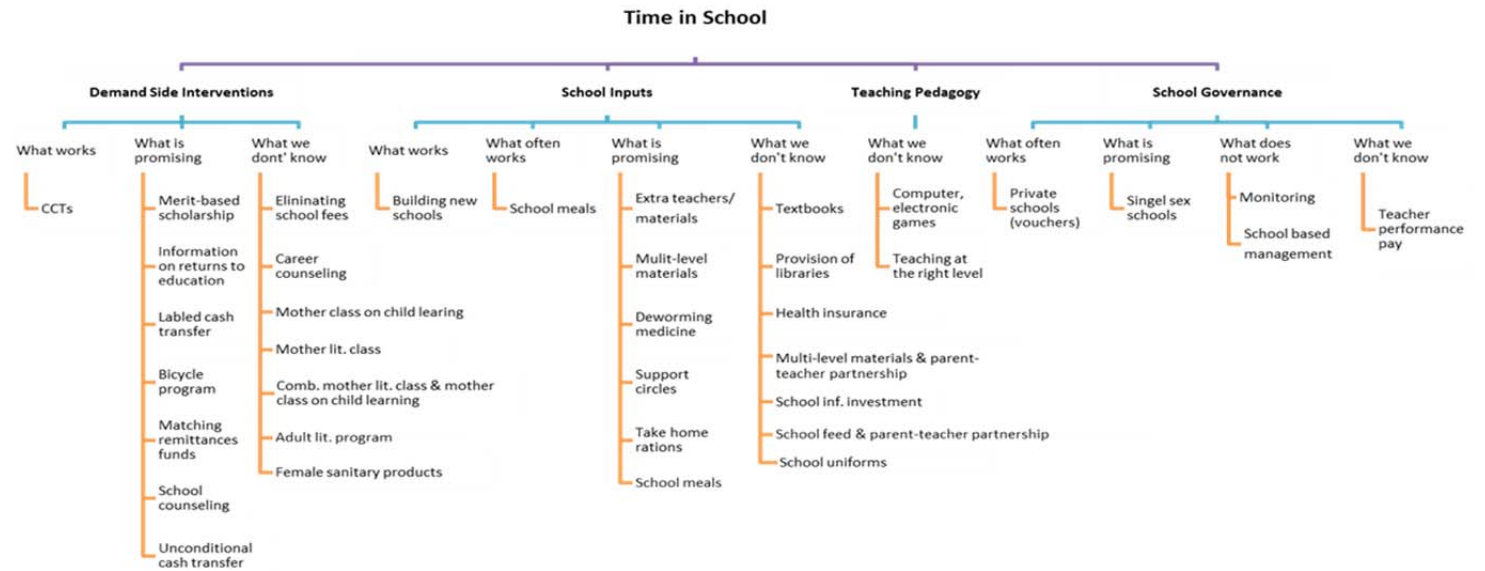 Time in School
Demand Side Interventions
School Inputs
Teaching Pedagogy
School Governance
What works
What is
promising
What we
dont' know
What works
What often
works
What is
promising
What we
don't know
What we
don't know
What often
works
What is
promising
What does
not work
What we
don't know
CCTs
Merit-based
scholarship
Information
on returns to
education
Labled cash
transfer
Bicycle
program
Matching
remittances
funds
School
counseling
Unconditional
cash transfer
Elininating
school fees
Career
counseling
Mother class on child learing
Mother lit. class
Comb. mother lit. class & mother
class on child learning
Adult lit. program
Female sanitary products
Building new
schools
School meals
Extra teachers/
materials
Mulit-level
materials
Deworming
medicine
Support
circles
Take home
rations
School meals
Textbooks
Provision of
libraries
Health insurance
Multi-level materials & parent-
teacher partnership
School inf. investment
School feed & parent-teacher partnership
School uniforms
Computer,
electronic
games
Teaching at
the right level
Private
schools
(vouchers)
Singel sex
schools
Monitoring
School based
management
Teacher
performance
pay